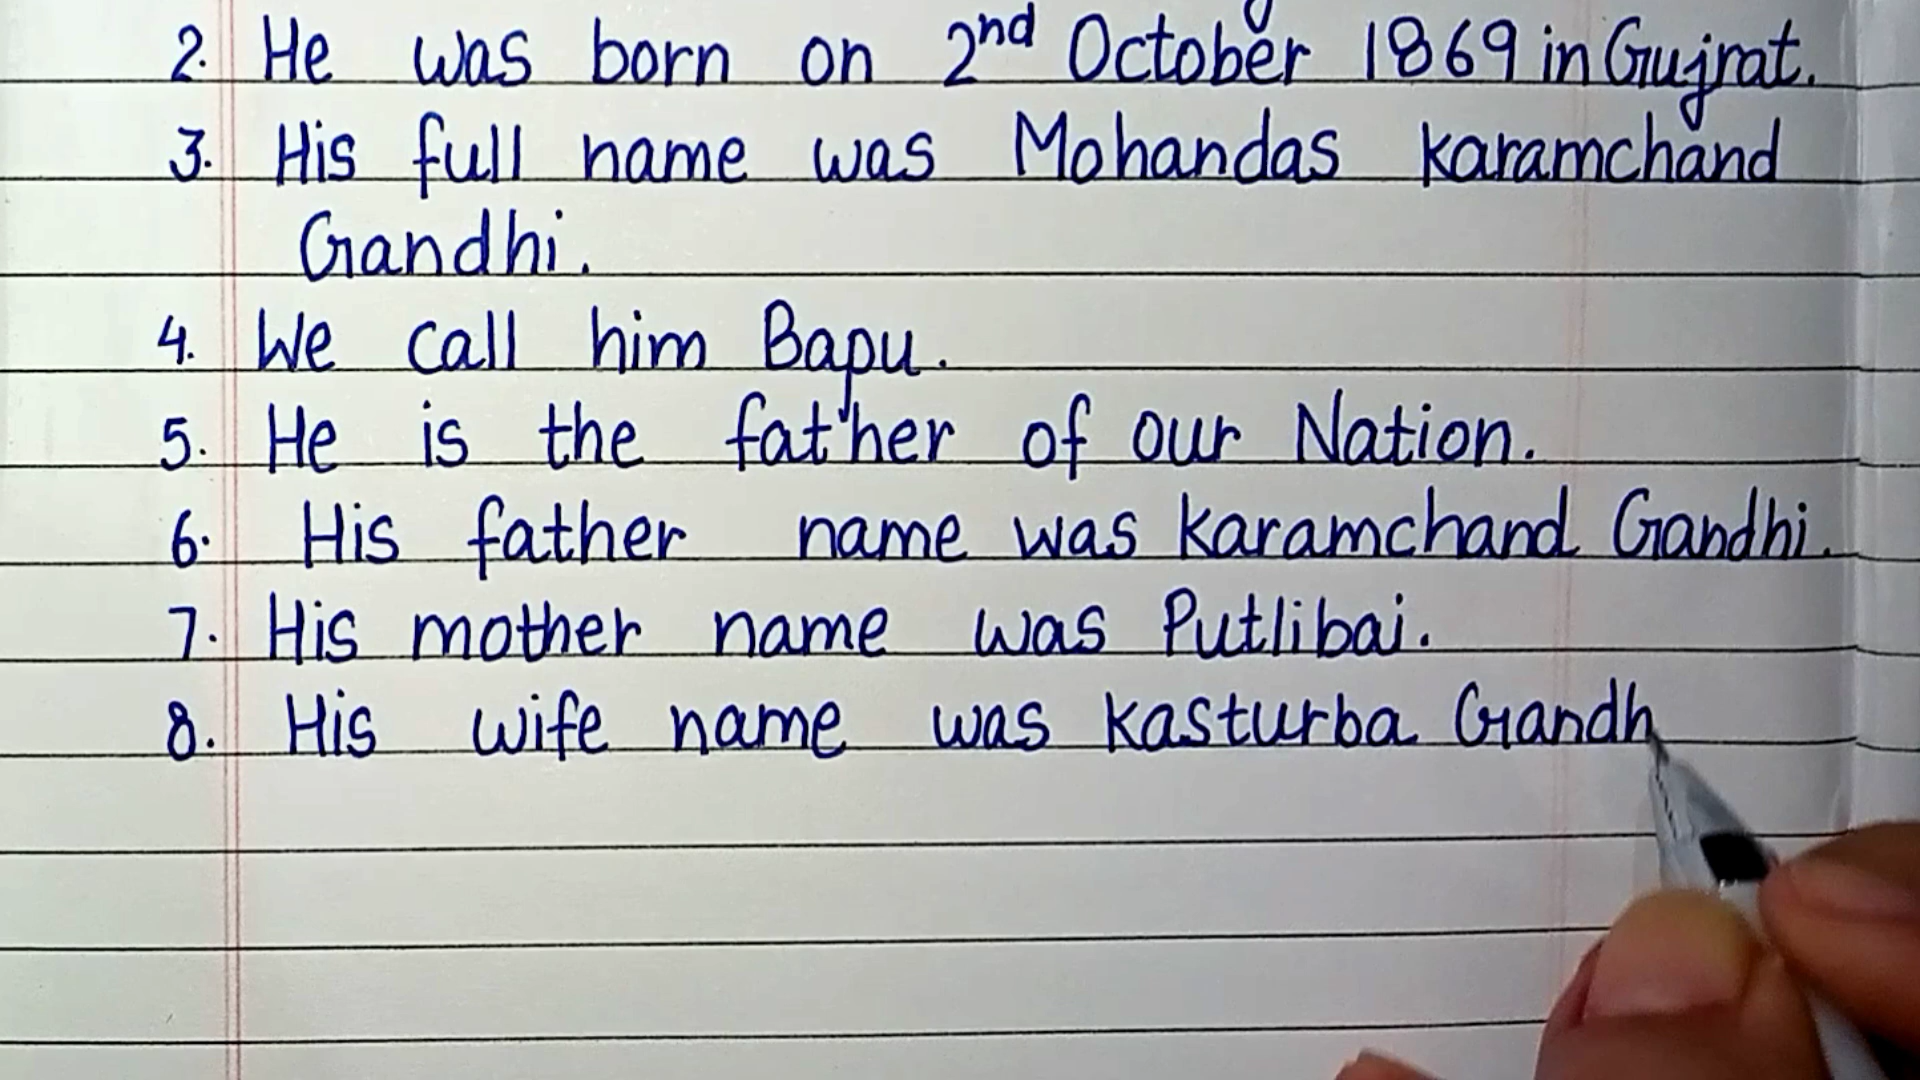 2. He was born on 2nd October 1869 in Gujrat.
3. His full name was Mohandas karamchand
Gandhi.
4. We call him Bapu.
5. He is the father of our Nation.
6. His father name was karamchand Gandhi.
7. His mother name was Putlibai.
8. His wife name was kasturba Gandh